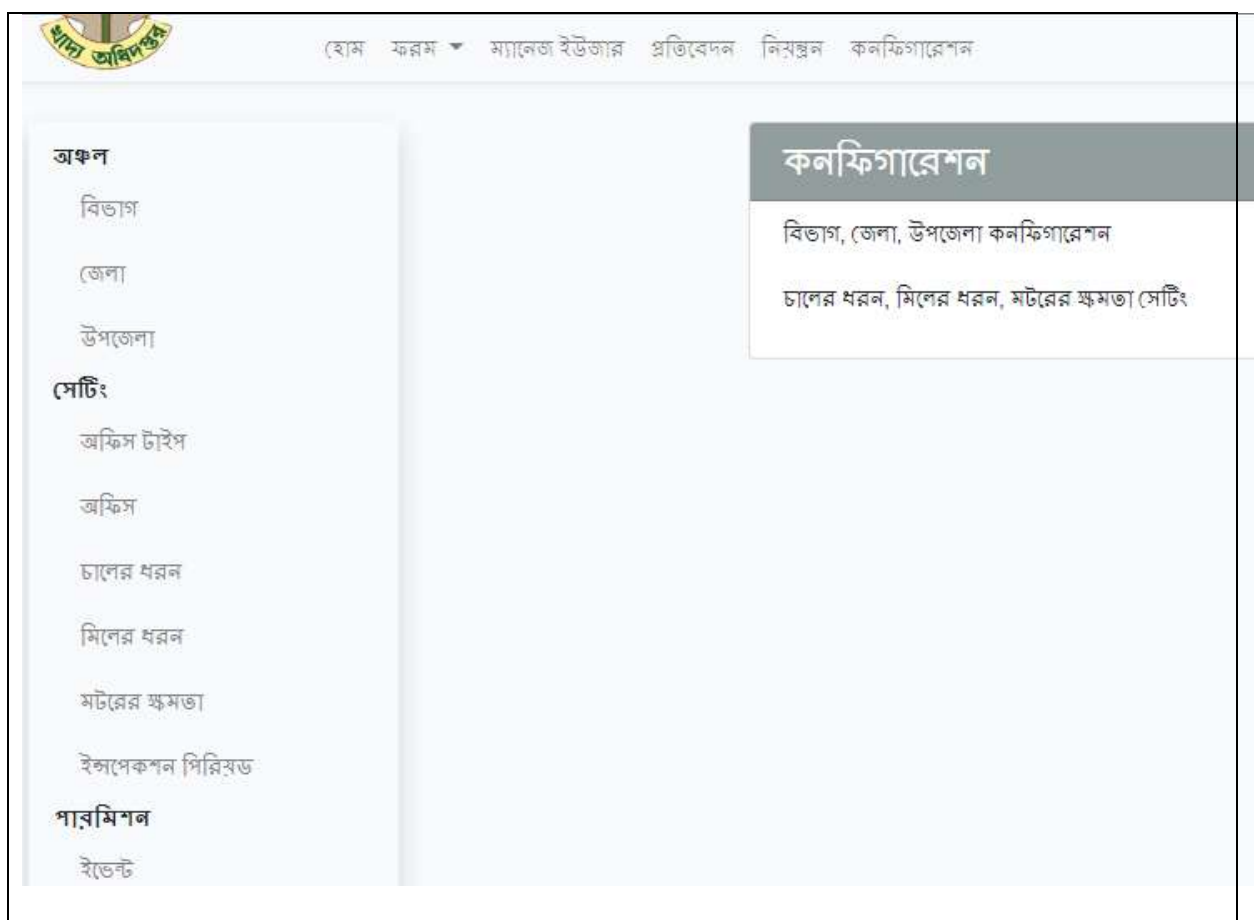 খাদ্য অধিদপ্তর
হোম ফরম ম্যানেজ ইউজার প্রতিবেদন নিয়ন্ত্রন কনফিগারেশন
অঞ্চল
বিভাগ
জেলা
উপজেলা
সেটিং
অফিস টাইপ
অফিস
চালের ধরন
মিলের ধরন
মটরের ক্ষমতা
ইন্সপেকশন পিরিয়ড
পারমিশন
ইভেন্ট
কনফিগারেশন
বিভাগ, জেলা, উপজেলা কনফিগারেশন
চালের ধরন, মিলের ধরন, মটরের ক্ষমতা সেটিং